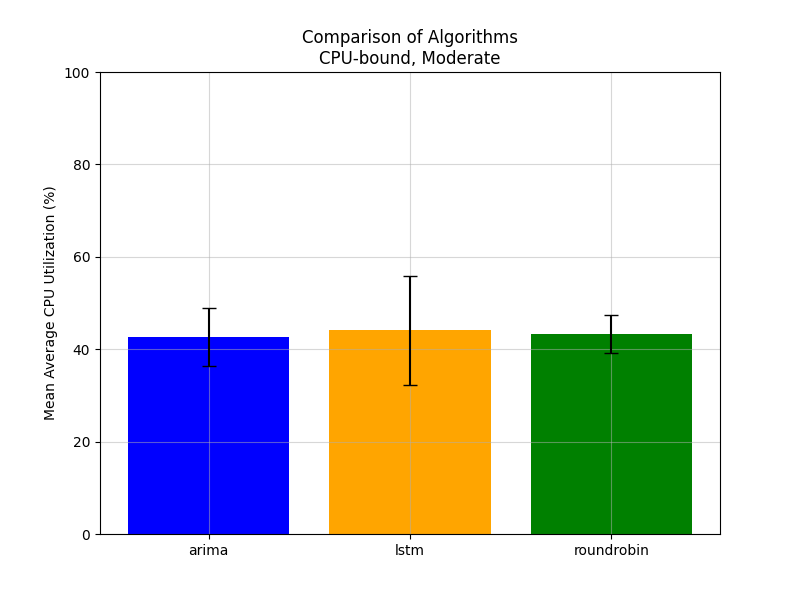 Comparison of Algorithms
CPU-bound, Moderate
Mean Average CPU Utilization (%)
100
80
60
40
20
0
arima
lstm
roundrobin